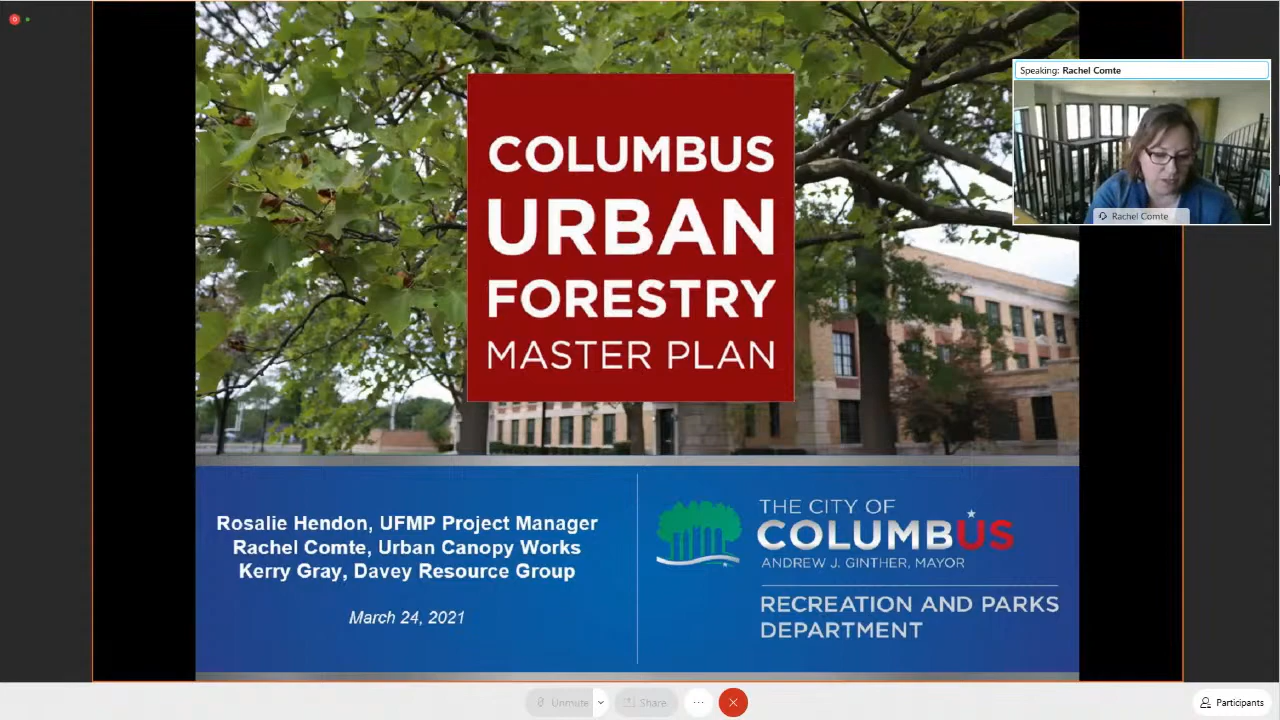 Speaking: Rachel Comte
Rachel Comte
COLUMBUS
URBAN
FORESTRY
MASTER PLAN
Rosalie Hendon, UFMP Project Manager
Rachel Comte, Urban Canopy Works
Kerry Gray, Davey Resource Group
March 24, 2021
THE CITY OF
COLUMBUS
ANDREW J. GINTHER, MAYOR
RECREATION AND PARKS
DEPARTMENT
Unmute
Share
Participants